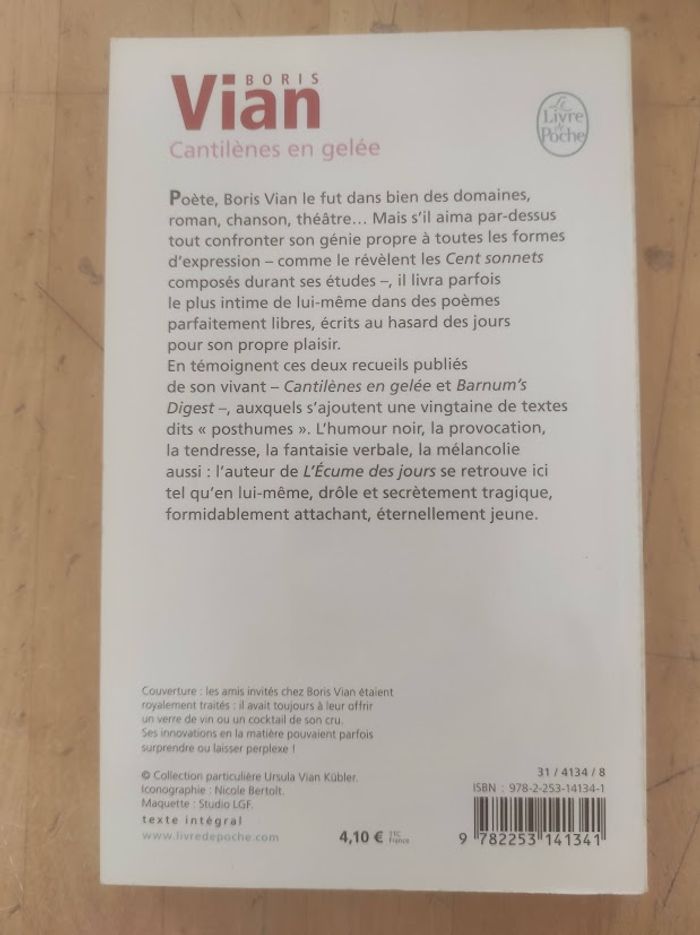 BORIS
Vian
Cantilènes en gelée
Le
Livre
de
Poche
Poète, Boris Vian le fut dans bien des domaines,
roman, chanson, théâtre… Mais s'il aima par-dessus
tout confronter son génie propre à toutes les formes
d'expression – comme le révèlent les Cent sonnets
composés durant ses études –, il livra parfois
le plus intime de lui-même dans des poèmes
parfaitement libres, écrits au hasard des jours
pour son propre plaisir.
En témoignent ces deux recueils publiés
de son vivant – Cantilènes en gelée et Barnum's
Digest –, auxquels s'ajoutent une vingtaine de textes
dits « posthumes ». L'humour noir, la provocation,
la tendresse, la fantaisie verbale, la mélancolie
aussi : l'auteur de L'Écume des jours se retrouve ici
tel qu'en lui-même, drôle et secrètement tragique,
formidablement attachant, éternellement jeune.
Couverture : les amis invités chez Boris Vian étaient
royalement traités : il avait toujours à leur offrir
un verre de vin ou un cocktail de son cru.
Ses innovations en la matière pouvaient parfois
surprendre ou laisser perplexe !
© Collection particulière Ursula Vian Kübler.
Iconographie : Nicole Bertolt.
Maquette : Studio LGF.
texte intégral
www.livredepoche.com
4,10 € TTC
France
31 / 4134 / 8
ISBN : 978-2-253-14134-1
9 782253 141341